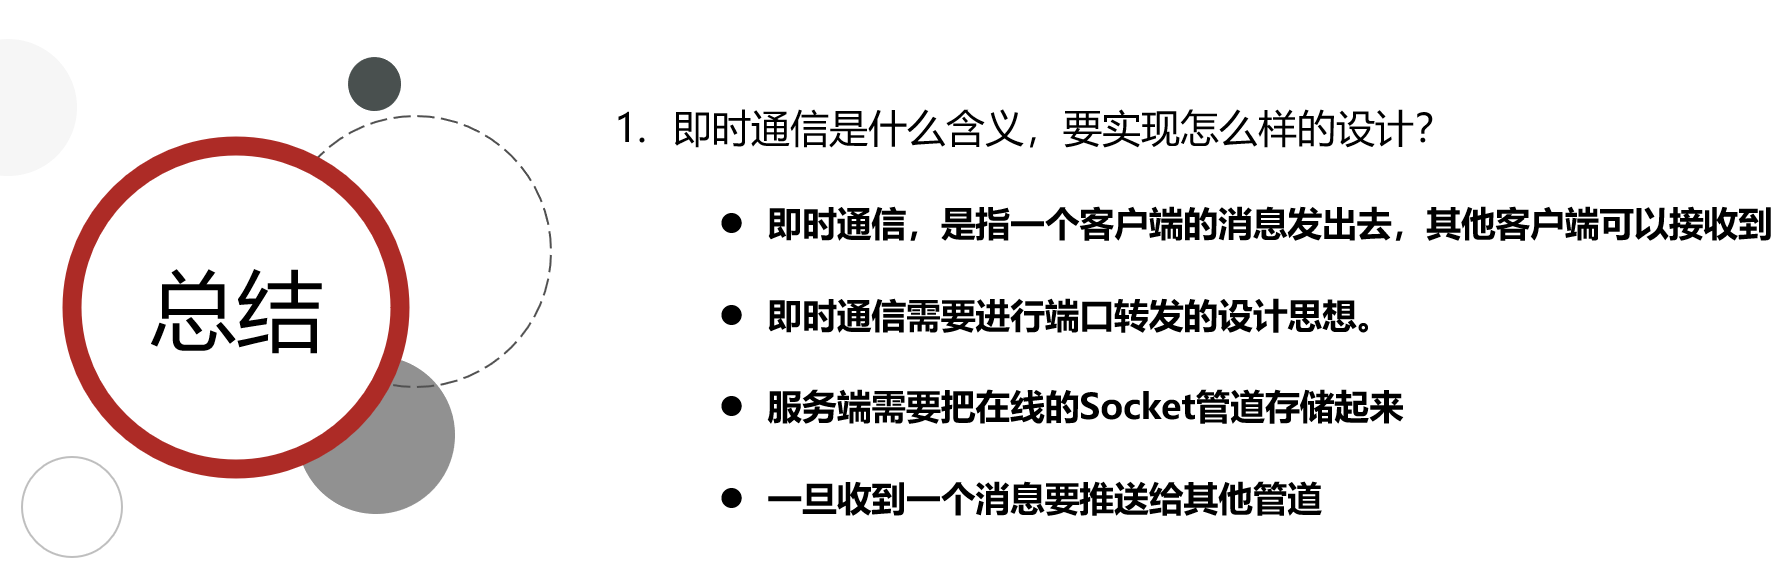 总结
1. 即时通信是什么含义，要实现怎么样的设计？
● 即时通信，是指一个客户端的消息发出去，其他客户端可以接收到
● 即时通信需要进行端口转发的设计思想。
● 服务端需要把在线的Socket管道存储起来
● 一旦收到一个消息要推送给其他管道